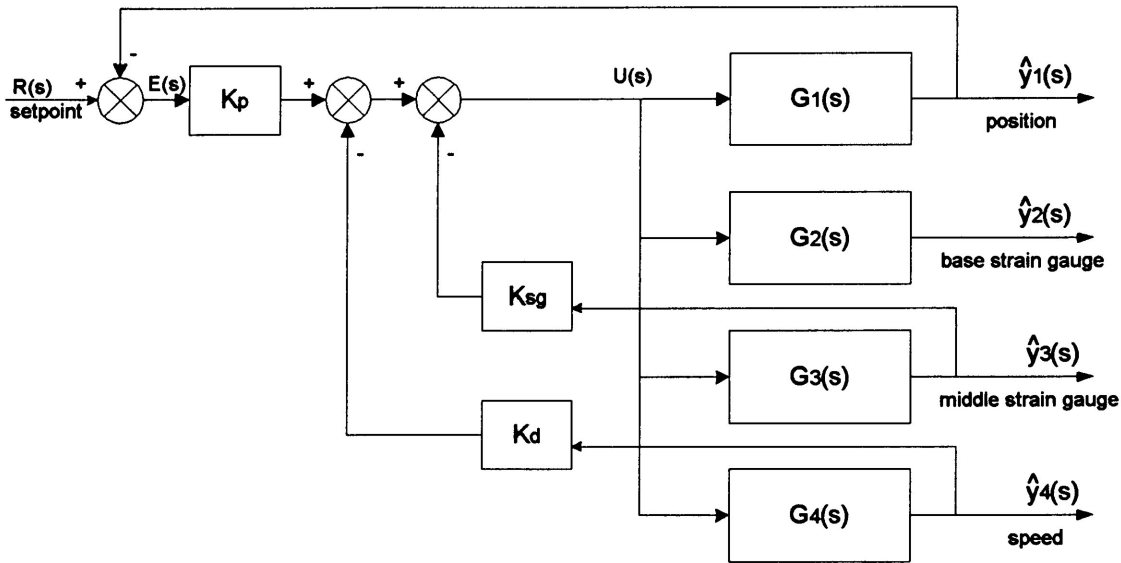 -
R(s) + E(s) Kp + + U(s) G1(s) ŷ1(s)
setpoint position
- -
G2(s) ŷ2(s)
base strain gauge
Ksg
G3(s) ŷ3(s)
middle strain gauge
Kd
G4(s) ŷ4(s)
speed